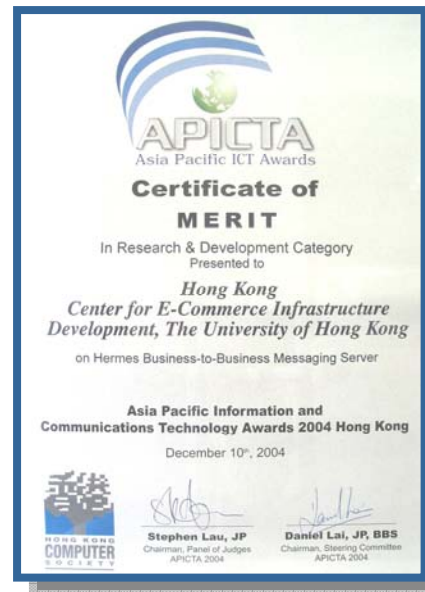 APICTA
Asia Pacific ICT Awards
Certificate of
MERIT
In Research & Development Category
Presented to
Hong Kong
Center for E-Commerce Infrastructure
Development, The University of Hong Kong
on Hermes Business-to-Business Messaging Server
Asia Pacific Information and
Communications Technology Awards 2004 Hong Kong
December 10th, 2004
HONG KONG
COMPUTER
SOCIETY
Stephen Lau, JP
Chairman, Panel of Judges
APICTA 2004
Daniel Lai, JP, BBS
Chairman, Steering Committee
APICTA 2004